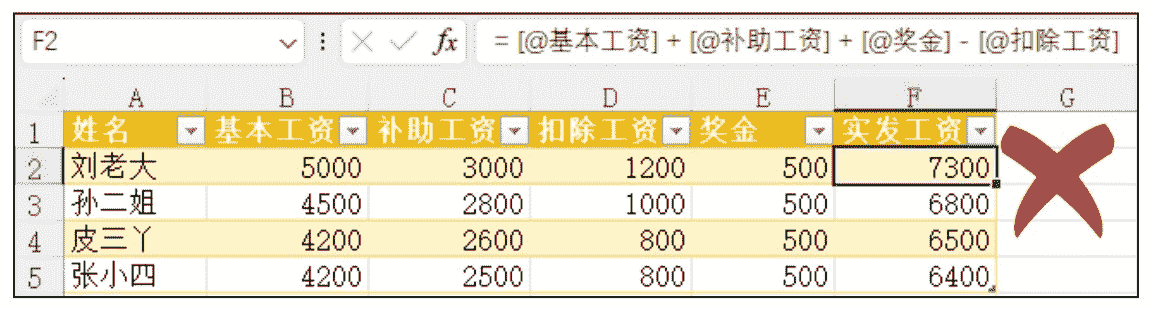 F2 fx = [@基本工资] + [@补助工资] + [@奖金] - [@扣除工资]
A B C D E F G
1 姓名 基本工资 补助工资 扣除工资 奖金 实发工资
2 刘老大 5000 3000 1200 500 7300
3 孙二姐 4500 2800 1000 500 6800
4 皮三丫 4200 2600 800 500 6500
5 张小四 4200 2500 800 500 6400